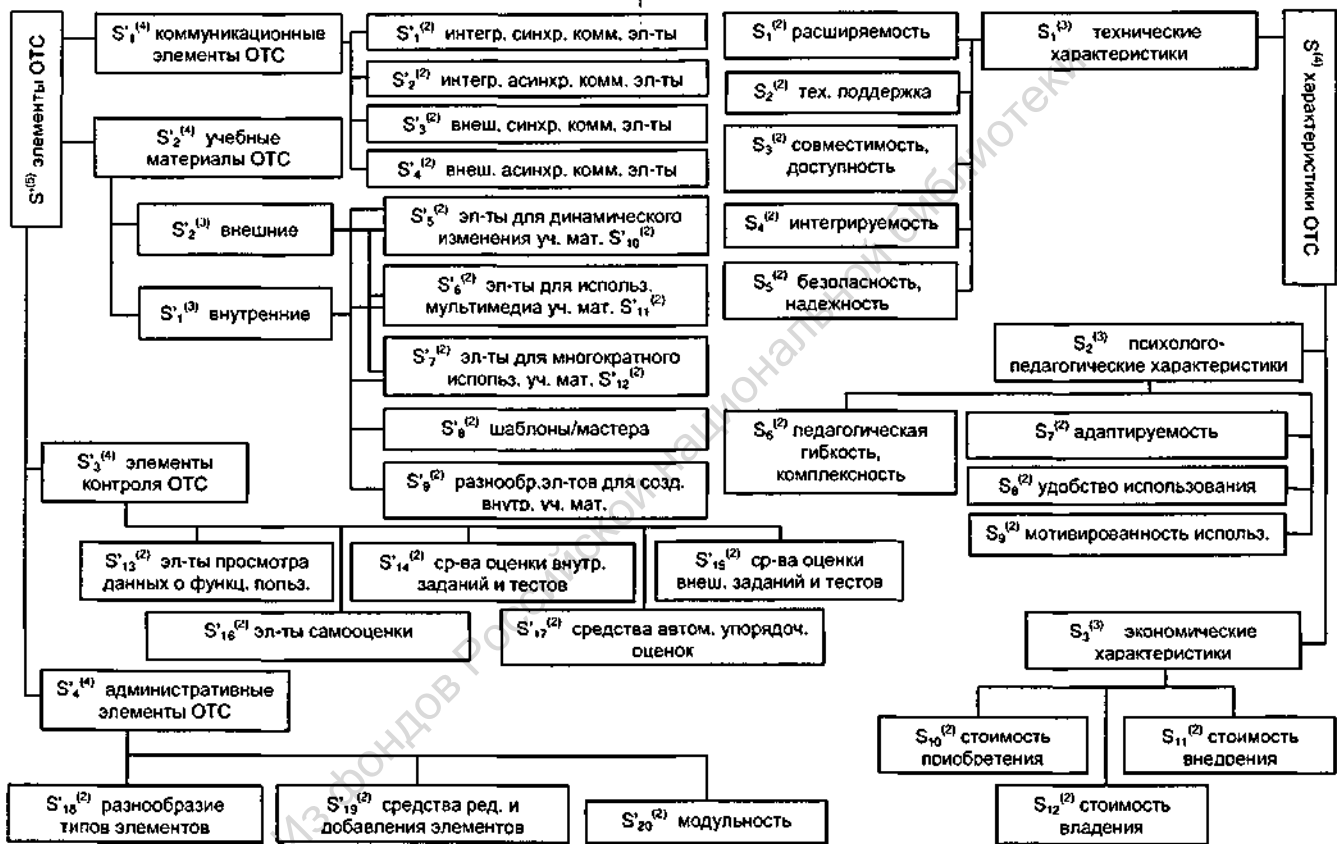 S'⁽⁵⁾ элементы ОТС
S'₁⁽⁴⁾ коммуникационные
элементы ОТС
S'₂⁽⁴⁾ учебные
материалы ОТС
S'₂⁽³⁾ внешние
S'₁⁽³⁾ внутренние
S'₁⁽²⁾ интегр. синхр. комм. эл-ты
S'₂⁽²⁾ интегр. асинхр. комм. эл-ты
S'₃⁽²⁾ внеш. синхр. комм. эл-ты
S'₄⁽²⁾ внеш. асинхр. комм. эл-ты
S'₅⁽²⁾ эл-ты для динамического
изменения уч. мат. S'₁₀⁽²⁾
S'₆⁽²⁾ эл-ты для использ.
мультимедиа уч. мат. S'₁₁⁽²⁾
S'₇⁽²⁾ эл-ты для многократного
использ. уч. мат. S'₁₂⁽²⁾
S'₈⁽²⁾ шаблоны/мастера
S'₉⁽²⁾ разнообр.эл-тов для созд.
внутр. уч. мат.
S'₃⁽⁴⁾ элементы
контроля ОТС
S'₁₃⁽²⁾ эл-ты просмотра
данных о функц. польз.
S'₁₄⁽²⁾ ср-ва оценки внутр.
заданий и тестов
S'₁₅⁽²⁾ ср-ва оценки
внеш. заданий и тестов
S'₁₆⁽²⁾ эл-ты самооценки
S'₁₇⁽²⁾ средства автом. упорядоч.
оценок
S'₄⁽⁴⁾ административные
элементы ОТС
S'₁₈⁽²⁾ разнообразие
типов элементов
S'₁₉⁽²⁾ средства ред. и
добавления элементов
S'₂₀⁽²⁾ модульность
S⁽⁴⁾ характеристики ОТС
S₁⁽³⁾ технические
характеристики
S₁⁽²⁾ расширяемость
S₂⁽²⁾ тех. поддержка
S₃⁽²⁾ совместимость,
доступность
S₄⁽²⁾ интегрируемость
S₅⁽²⁾ безопасность,
надежность
S₂⁽³⁾ психолого-
педагогические характеристики
S₆⁽²⁾ педагогическая
гибкость,
комплексность
S₇⁽²⁾ адаптируемость
S₈⁽²⁾ удобство использования
S₉⁽²⁾ мотивированность использ.
S₃⁽³⁾ экономические
характеристики
S₁₀⁽²⁾ стоимость
приобретения
S₁₁⁽²⁾ стоимость
внедрения
S₁₂⁽²⁾ стоимость
владения
Из фондов Российской национальной библиотеки